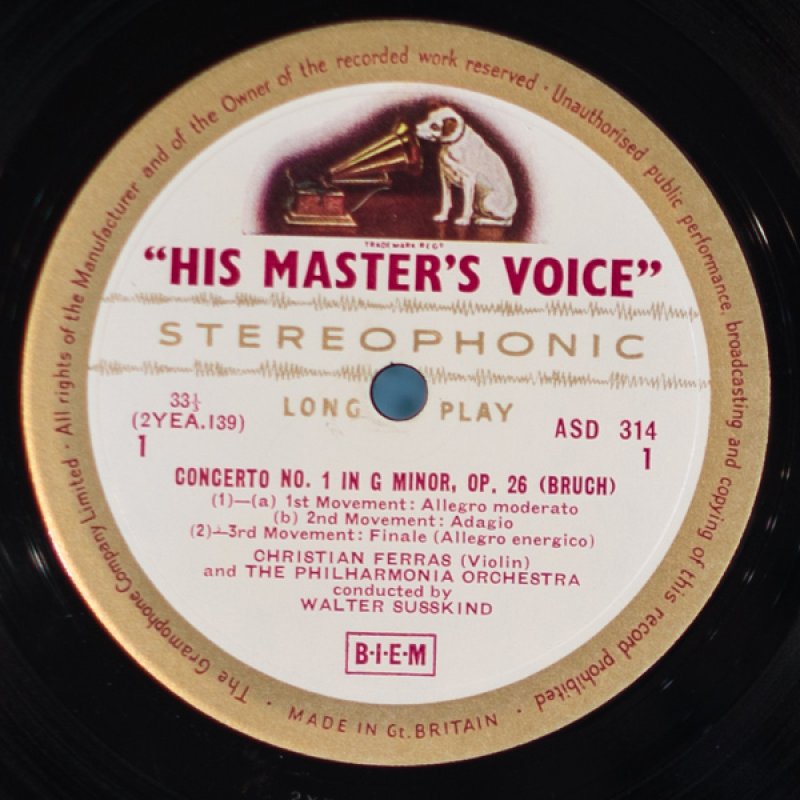 The Gramophone Company Limited · All rights of the Manufacturer and of the Owner of the recorded work reserved · Unauthorised public performance, broadcasting and copying of this record prohibited ·
TRADE MARK REGD
“HIS MASTER'S VOICE”
STEREOPHONIC
LONG PLAY
33⅓
(2YEA.139)
1
ASD 314
1
CONCERTO NO. 1 IN G MINOR, OP. 26 (BRUCH)
(1)—(a) 1st Movement: Allegro moderato
(b) 2nd Movement: Adagio
(2)—3rd Movement: Finale (Allegro energico)
CHRISTIAN FERRAS (Violin)
and THE PHILHARMONIA ORCHESTRA
conducted by
WALTER SUSSKIND
B·I·E·M
MADE IN Gt. BRITAIN